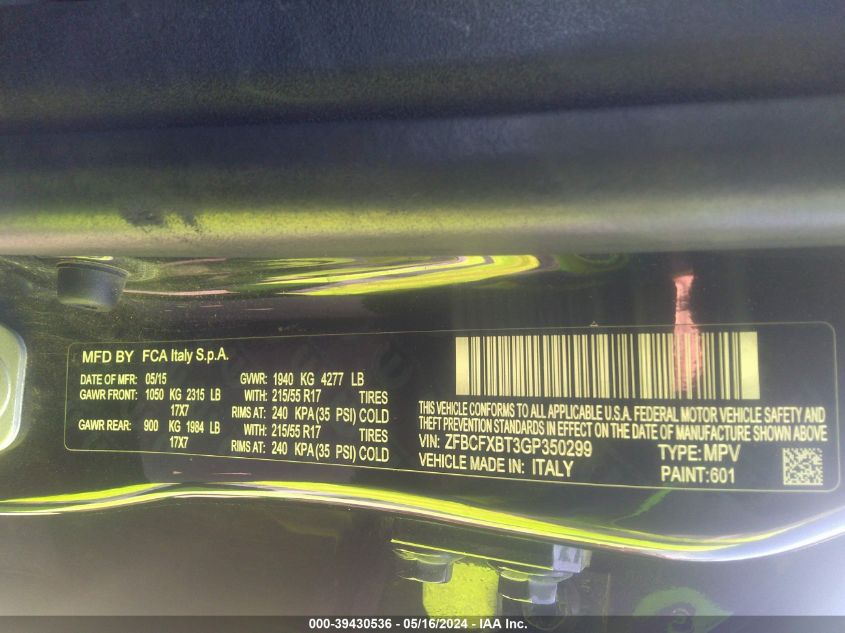 MFD BY FCA Italy S.p.A.
DATE OF MFR: 05/15 GVWR: 1940 KG 4277 LB
GAWR FRONT: 1050 KG 2315 LB WITH: 215/55 R17 TIRES
17X7 RIMS AT: 240 KPA(35 PSI) COLD
GAWR REAR: 900 KG 1984 LB WITH: 215/55 R17 TIRES
17X7 RIMS AT: 240 KPA (35 PSI) COLD
THIS VEHICLE CONFORMS TO ALL APPLICABLE U.S.A. FEDERAL MOTOR VEHICLE SAFETY AND
THEFT PREVENTION STANDARDS IN EFFECT ON THE DATE OF MANUFACTURE SHOWN ABOVE
VIN: ZFBCFXBT3GP350299 TYPE: MPV
VEHICLE MADE IN: ITALY PAINT:601
000-39430536 - 05/16/2024 - IAA Inc.